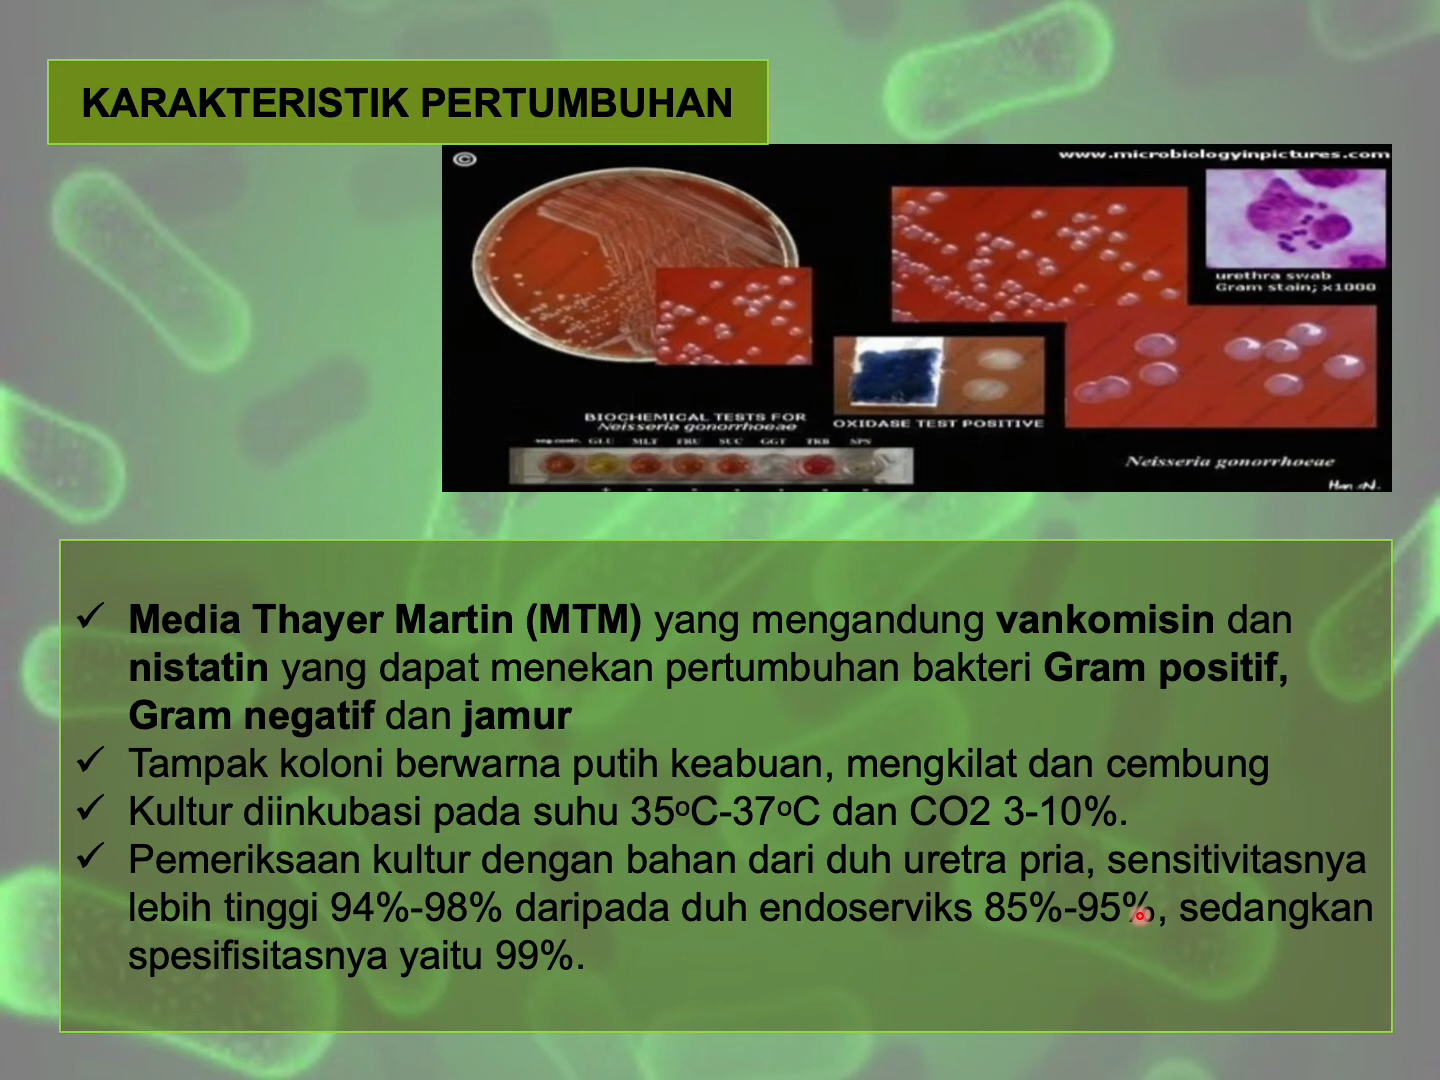 KARAKTERISTIK PERTUMBUHAN
©
www.microbiologyinpictures.com
urethra swab
Gram stain; x1000
BIOCHEMICAL TESTS FOR
Neisseria gonorrhoeae
OXIDASE TEST POSITIVE
GLU MLT FRU SUC GGT TRB SPS
Neisseria gonorrhoeae
✓ Media Thayer Martin (MTM) yang mengandung vankomisin dan
nistatin yang dapat menekan pertumbuhan bakteri Gram positif,
Gram negatif dan jamur
✓ Tampak koloni berwarna putih keabuan, mengkilat dan cembung
✓ Kultur diinkubasi pada suhu 35ᵒC-37ᵒC dan CO2 3-10%.
✓ Pemeriksaan kultur dengan bahan dari duh uretra pria, sensitivitasnya
lebih tinggi 94%-98% daripada duh endoserviks 85%-95%, sedangkan
spesifisitasnya yaitu 99%.